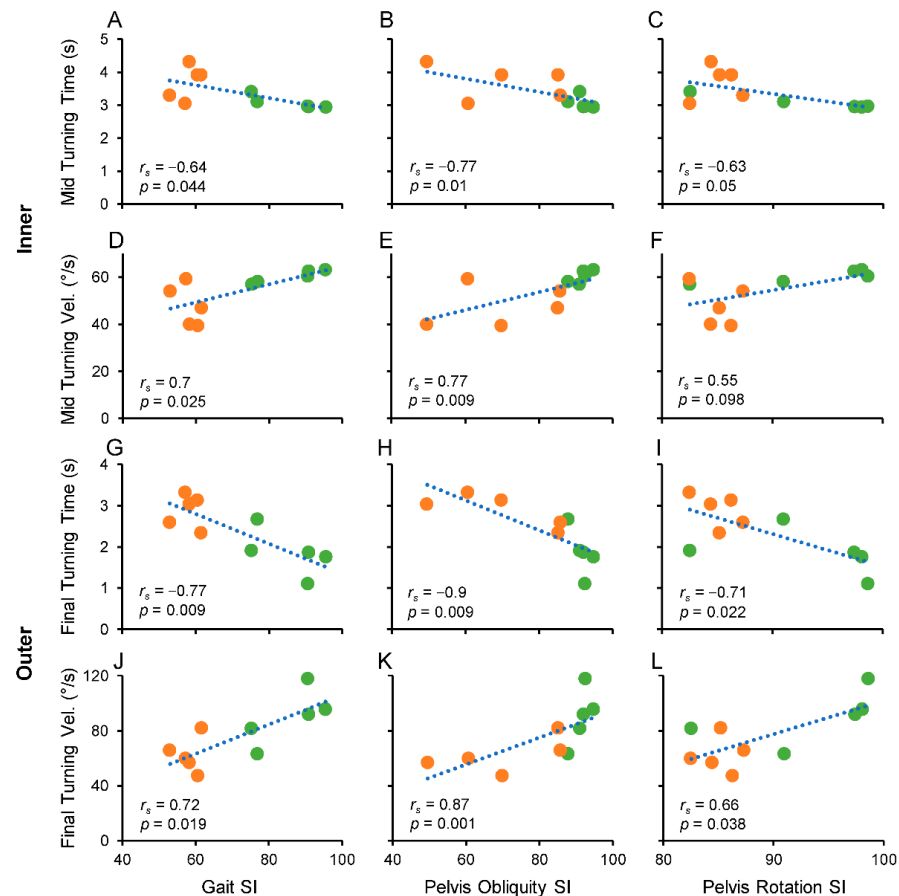 A
B
C
Inner
Mid Turning Time (s)
5
4
3
2
1
0
rs = −0.64
p = 0.044
rs = −0.77
p = 0.01
rs = −0.63
p = 0.05
D
E
F
Mid Turning Vel. (°/s)
60
40
20
0
rs = 0.7
p = 0.025
rs = 0.77
p = 0.009
rs = 0.55
p = 0.098
G
H
I
Outer
Final Turning Time (s)
4
3
2
1
0
rs = −0.77
p = 0.009
rs = −0.9
p = 0.009
rs = −0.71
p = 0.022
J
K
L
Final Turning Vel. (°/s)
120
80
40
0
rs = 0.72
p = 0.019
rs = 0.87
p = 0.001
rs = 0.66
p = 0.038
40 60 80 100
40 60 80 100
80 90 100
Gait SI
Pelvis Obliquity SI
Pelvis Rotation SI